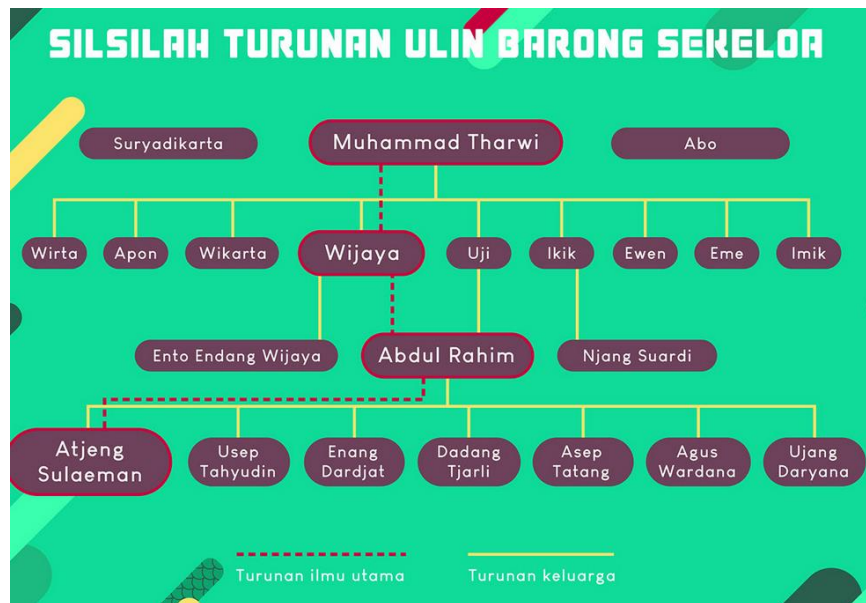 SILSILAH TURUNAN ULIN BARONG SEKELOA
Suryadikarta
Muhammad Tharwi
Abo
Wirta
Apon
Wikarta
Wijaya
Uji
Ikik
Ewen
Eme
Imik
Ento Endang Wijaya
Abdul Rahim
Njang Suardi
Atjeng
Sulaeman
Usep
Tahyudin
Enang
Dardjat
Dadang
Tjarli
Asep
Tatang
Agus
Wardana
Ujang
Daryana
Turunan ilmu utama
Turunan keluarga